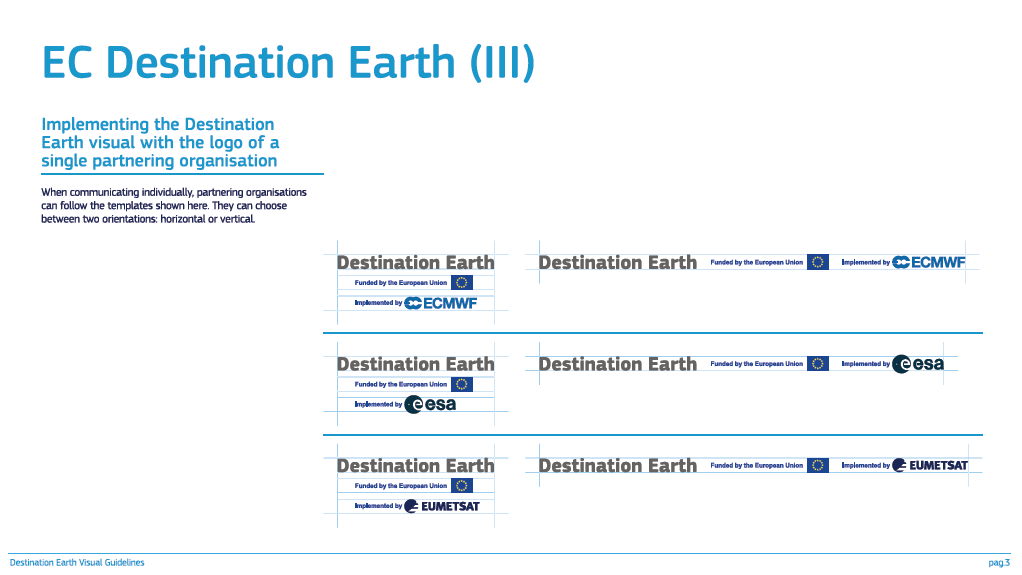 EC Destination Earth (III)
Implementing the Destination
Earth visual with the logo of a
single partnering organisation
When communicating individually, partnering organisations
can follow the templates shown here. They can choose
between two orientations: horizontal or vertical.
Destination Earth
Funded by the European Union
Implemented by ECMWF
Destination Earth Funded by the European Union Implemented by ECMWF
Destination Earth
Funded by the European Union
Implemented by esa
Destination Earth Funded by the European Union Implemented by esa
Destination Earth
Funded by the European Union
Implemented by EUMETSAT
Destination Earth Funded by the European Union Implemented by EUMETSAT
Destination Earth Visual Guidelines
pag.3